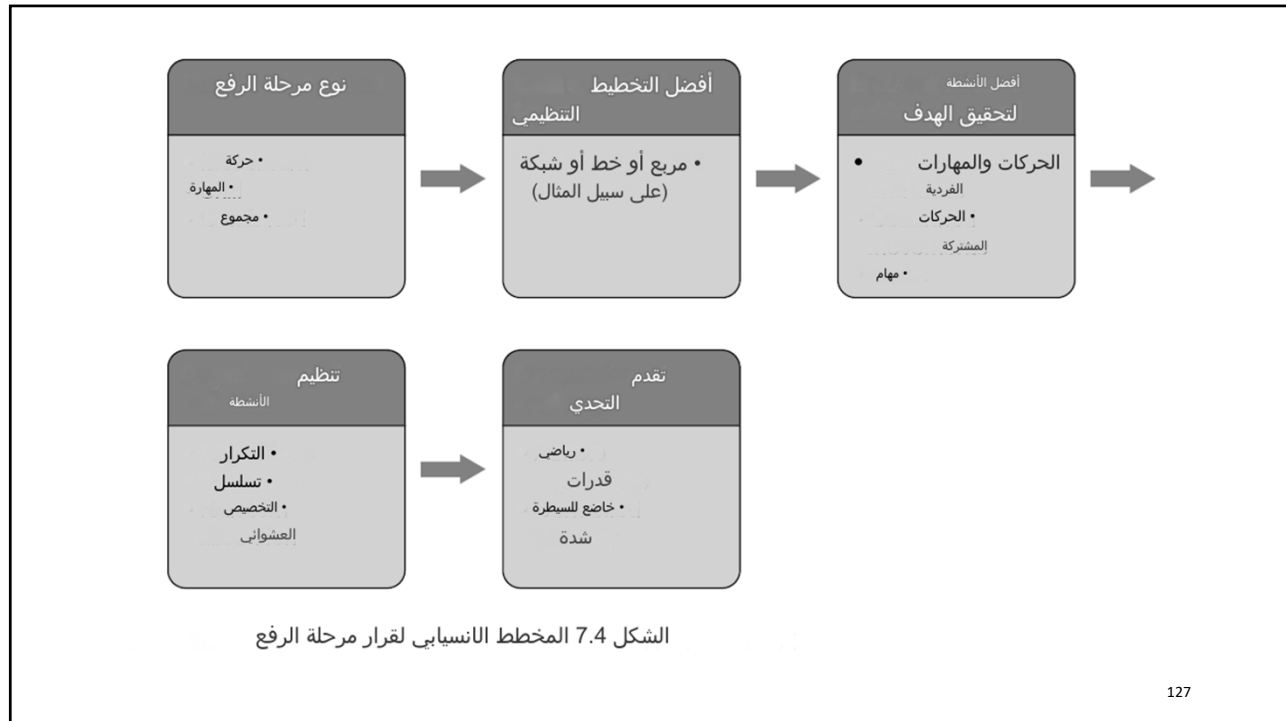 نوع مرحلة الرفع
• حركة
• المهارة
• مجموع
أفضل التخطيط
التنظيمي
• مربع أو خط أو شبكة
(على سبيل المثال)
أفضل الأنشطة
لتحقيق الهدف
• الحركات والمهارات
الفردية
• الحركات
المشتركة
• مهام
تنظيم
الأنشطة
• التكرار
• تسلسل
• التخصيص
العشوائي
تقدم
التحدي
• رياضي
قدرات
• خاضع للسيطرة
شدة
الشكل 7.4 المخطط الانسيابي لقرار مرحلة الرفع
127